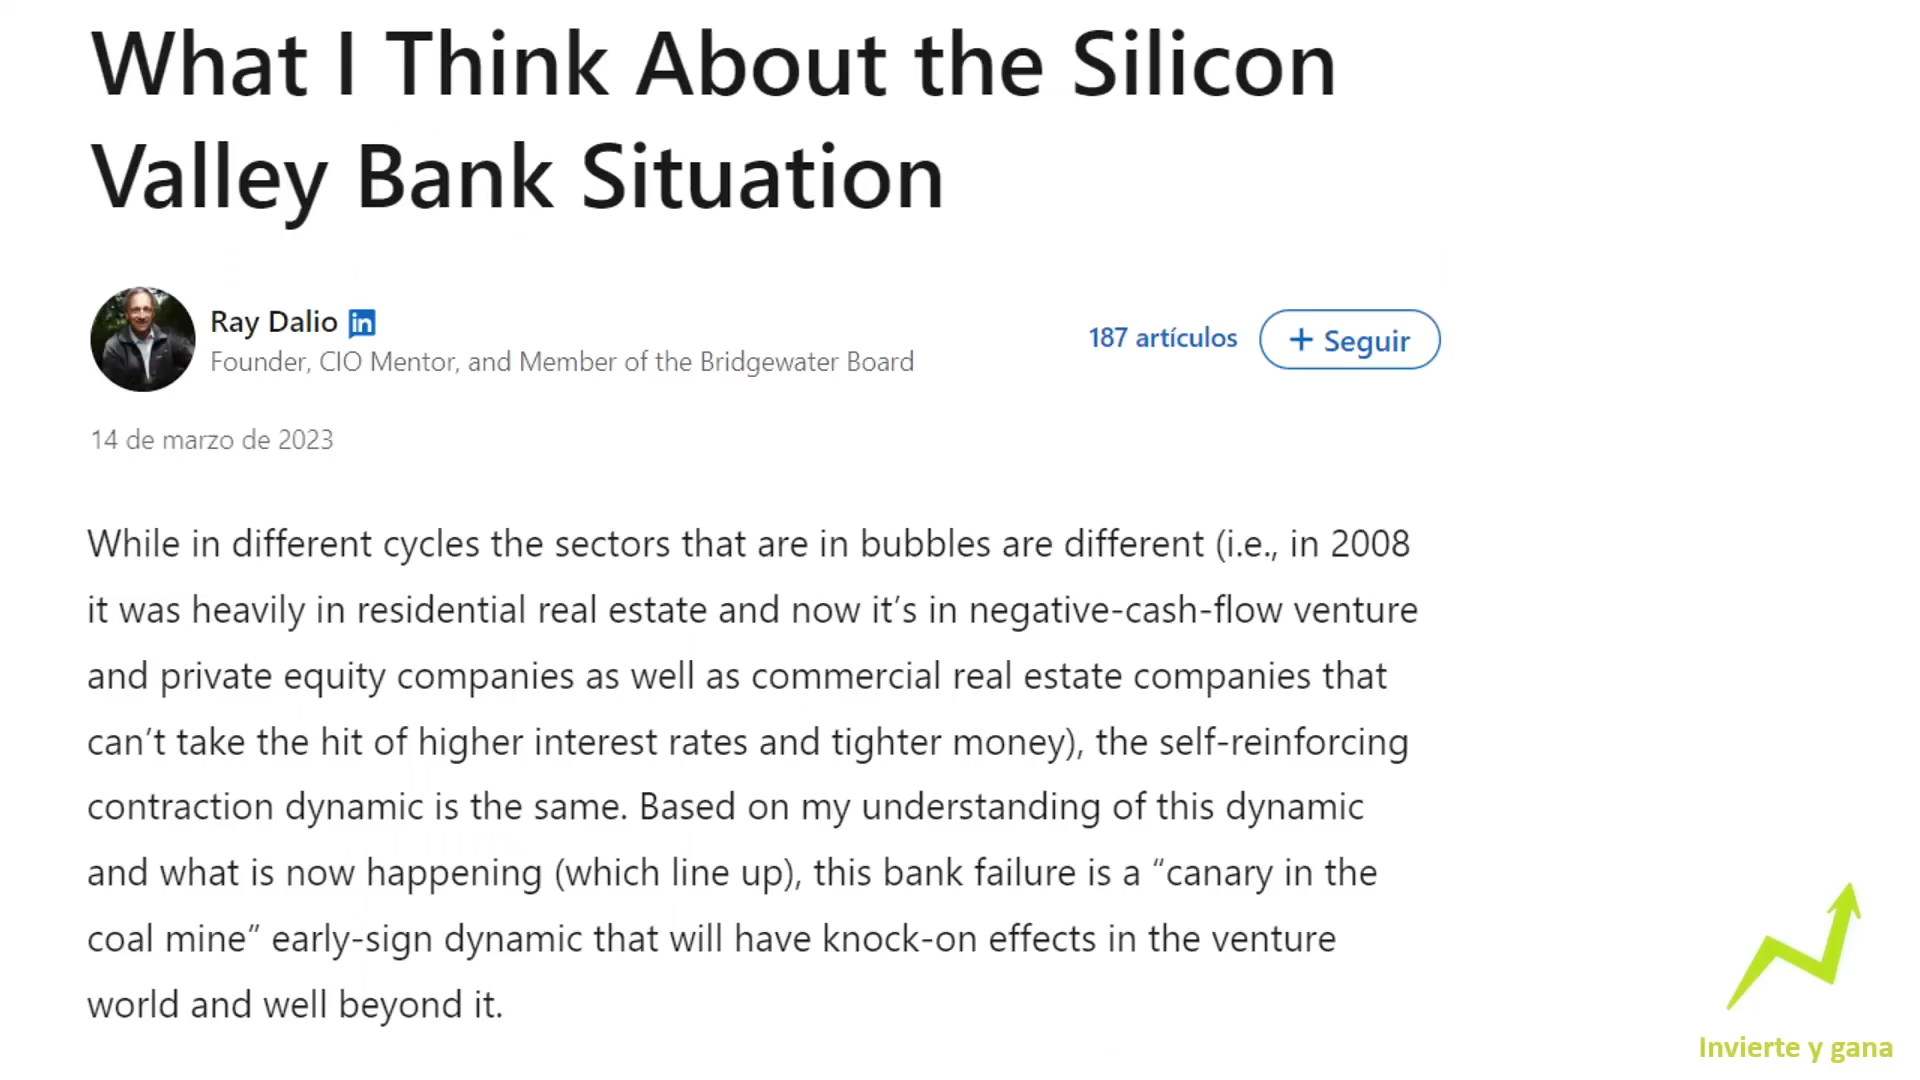 What I Think About the Silicon
Valley Bank Situation
Ray Dalio in
Founder, CIO Mentor, and Member of the Bridgewater Board
187 artículos
+ Seguir
14 de marzo de 2023
While in different cycles the sectors that are in bubbles are different (i.e., in 2008
it was heavily in residential real estate and now it’s in negative-cash-flow venture
and private equity companies as well as commercial real estate companies that
can’t take the hit of higher interest rates and tighter money), the self-reinforcing
contraction dynamic is the same. Based on my understanding of this dynamic
and what is now happening (which line up), this bank failure is a “canary in the
coal mine” early-sign dynamic that will have knock-on effects in the venture
world and well beyond it.
Invierte y gana